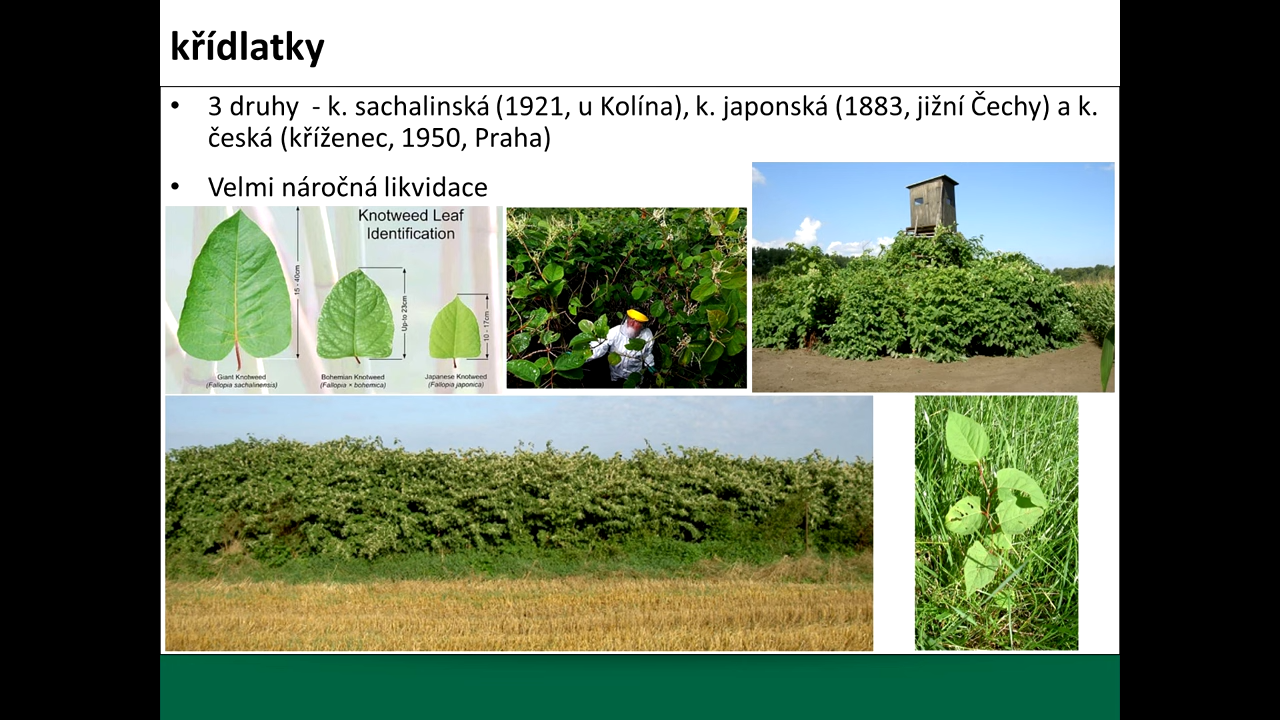 křídlatky
• 3 druhy - k. sachalinská (1921, u Kolína), k. japonská (1883, jižní Čechy) a k.
česká (kříženec, 1950, Praha)
• Velmi náročná likvidace
Knotweed Leaf
Identification
15 - 40cm
Up to 23cm
10 - 17cm
Giant Knotweed
(Fallopia sachalinensis)
Bohemian Knotweed
(Fallopia × bohemica)
Japanese Knotweed
(Fallopia japonica)